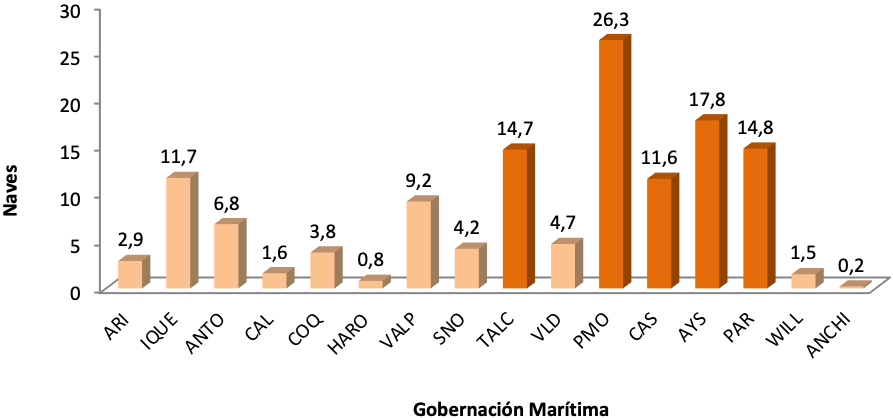 30
25
20
15
10
5
0
Naves
2,9
11,7
6,8
1,6
3,8
0,8
9,2
4,2
14,7
4,7
26,3
11,6
17,8
14,8
1,5
0,2
ARI
IQUE
ANTO
CAL
COQ
HARO
VALP
SNO
TALC
VLD
PMO
CAS
AYS
PAR
WILL
ANCHI
Gobernación Marítima